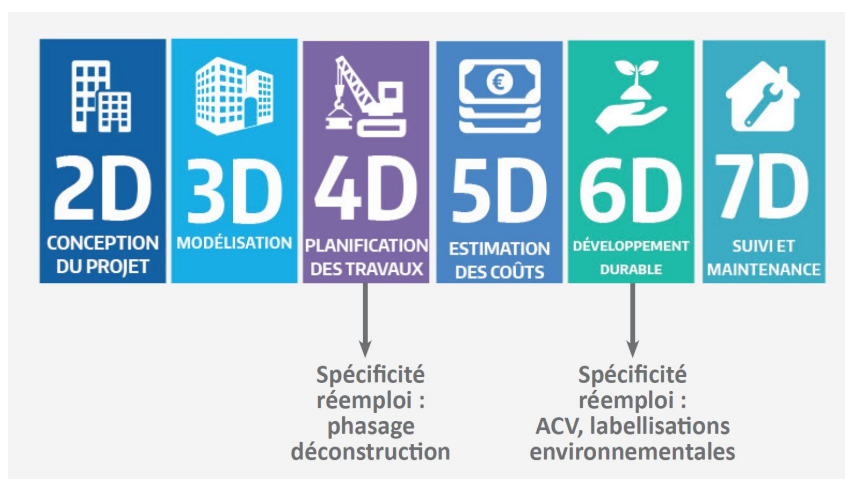 2D
CONCEPTION
DU PROJET
3D
MODÉLISATION
4D
PLANIFICATION
DES TRAVAUX
€
5D
ESTIMATION
DES COÛTS
6D
DÉVELOPPEMENT
DURABLE
7D
SUIVI ET
MAINTENANCE
Spécificité
réemploi :
phasage
déconstruction
Spécificité
réemploi :
ACV, labellisations
environnementales